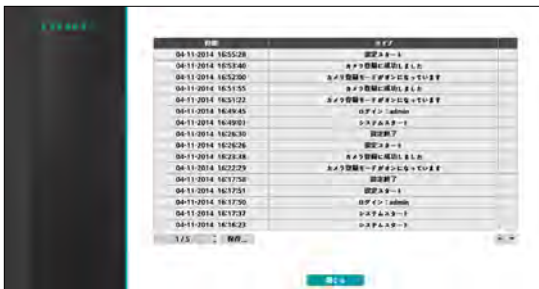 時間 タイプ
04-11-2014 16:55:28 設定スタート
04-11-2014 16:53:40 カメラ登録に成功しました
04-11-2014 16:52:00 カメラ登録モードがオンになっています
04-11-2014 16:51:55 カメラ登録に成功しました
04-11-2014 16:51:22 カメラ登録モードがオンになっています
04-11-2014 16:49:45 ログイン : admin
04-11-2014 16:49:03 システムスタート
04-11-2014 16:26:30 設定終了
04-11-2014 16:26:26 設定スタート
04-11-2014 16:23:38 カメラ登録に成功しました
04-11-2014 16:22:29 カメラ登録モードがオンになっています
04-11-2014 16:17:58 設定終了
04-11-2014 16:17:51 設定スタート
04-11-2014 16:17:50 ログイン : admin
04-11-2014 16:17:37 システムスタート
04-11-2014 16:16:23 システムスタート
1 / 5 保存...
閉じる